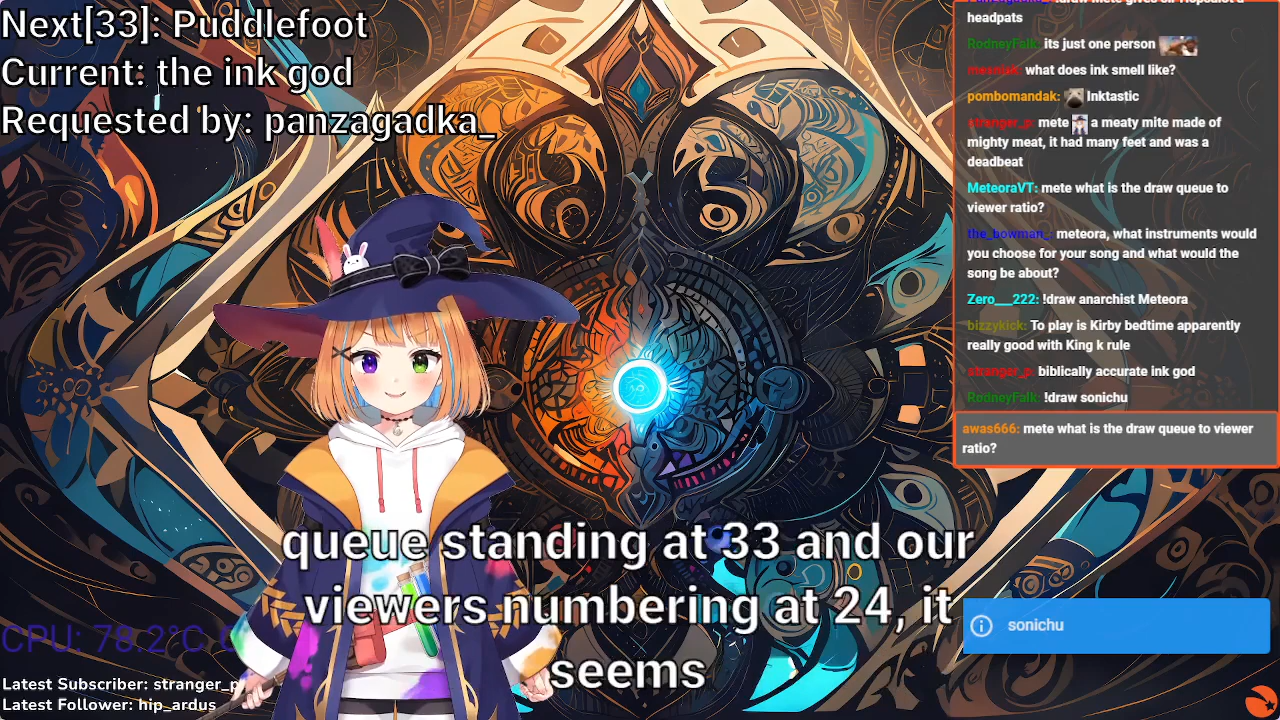 Next[33]: Puddlefoot
Current: the ink god
Requested by: panzagadka_
headpats
RodneyFalk: its just one person
what does ink smell like?
pombomandak: Inktastic
stranger_p: mete a meaty mite made of
mighty meat, it had many feet and was a
deadbeat
MeteoraVT: mete what is the draw queue to
viewer ratio?
the_bowman_: meteora, what instruments would
you choose for your song and what would the
song be about?
Zero___222: !draw anarchist Meteora
bizzykick: To play is Kirby bedtime apparently
really good with King k rule
stranger_p: biblically accurate ink god
RodneyFalk: !draw sonichu
awas666: mete what is the draw queue to viewer
ratio?
queue standing at 33 and our
viewers numbering at 24, it
seems
sonichu
CPU: 78.2°C
Latest Subscriber: stranger_p
Latest Follower: hip_ardus